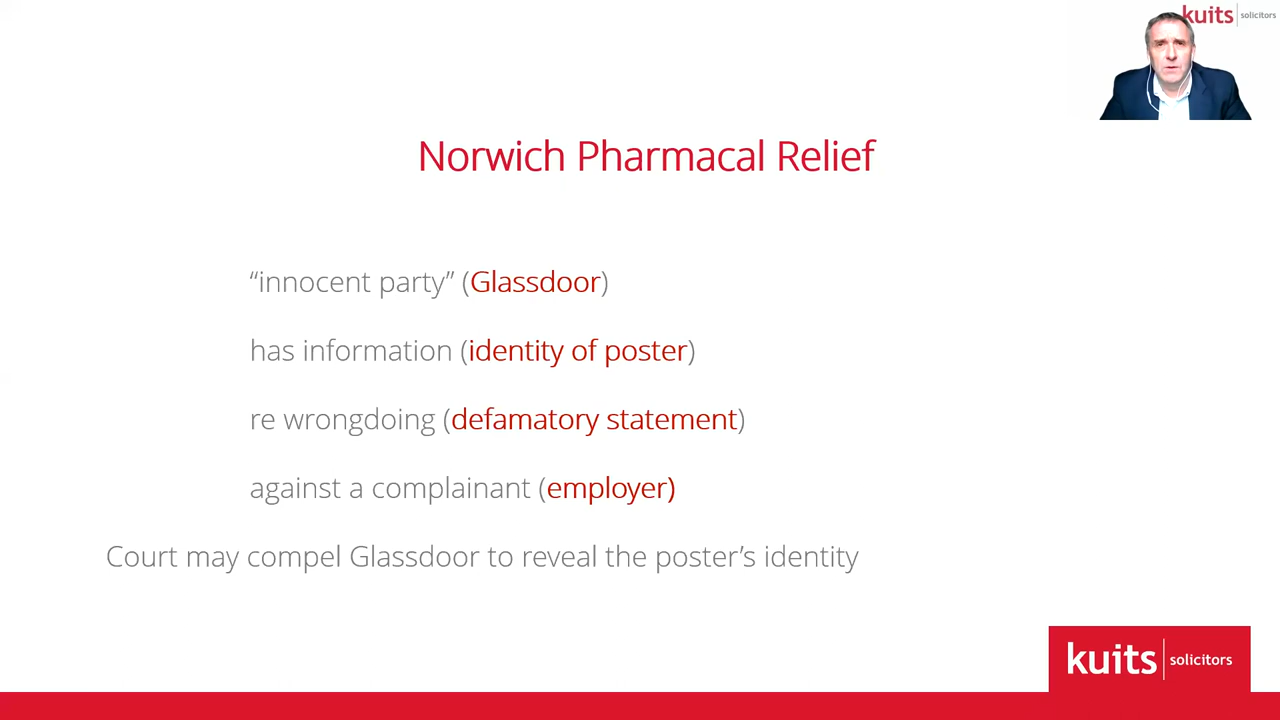 kuits solicitors
Norwich Pharmacal Relief
“innocent party” (Glassdoor)
has information (identity of poster)
re wrongdoing (defamatory statement)
against a complainant (employer)
Court may compel Glassdoor to reveal the poster’s identity
kuits solicitors